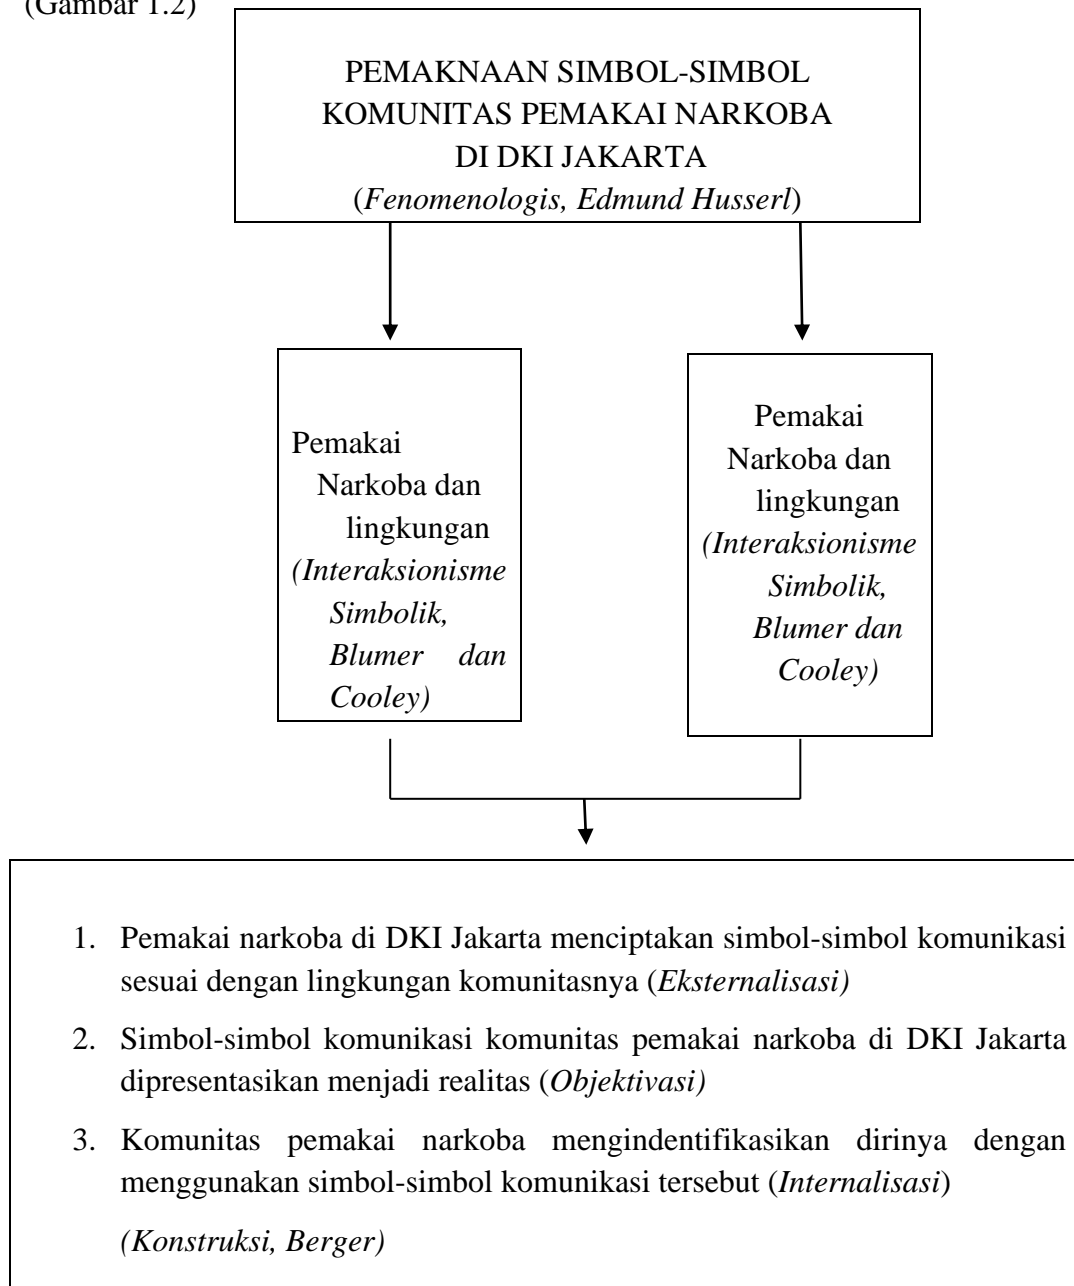 (Gambar 1.2)
PEMAKNAAN SIMBOL-SIMBOL
KOMUNITAS PEMAKAI NARKOBA
DI DKI JAKARTA
(Fenomenologis, Edmund Husserl)
Pemakai
Narkoba dan
lingkungan
(Interaksionisme
Simbolik,
Blumer dan
Cooley)
Pemakai
Narkoba dan
lingkungan
(Interaksionisme
Simbolik,
Blumer dan
Cooley)
1. Pemakai narkoba di DKI Jakarta menciptakan simbol-simbol komunikasi
sesuai dengan lingkungan komunitasnya (Eksternalisasi)
2. Simbol-simbol komunikasi komunitas pemakai narkoba di DKI Jakarta
dipresentasikan menjadi realitas (Objektivasi)
3. Komunitas pemakai narkoba mengindentifikasikan dirinya dengan
menggunakan simbol-simbol komunikasi tersebut (Internalisasi)
(Konstruksi, Berger)